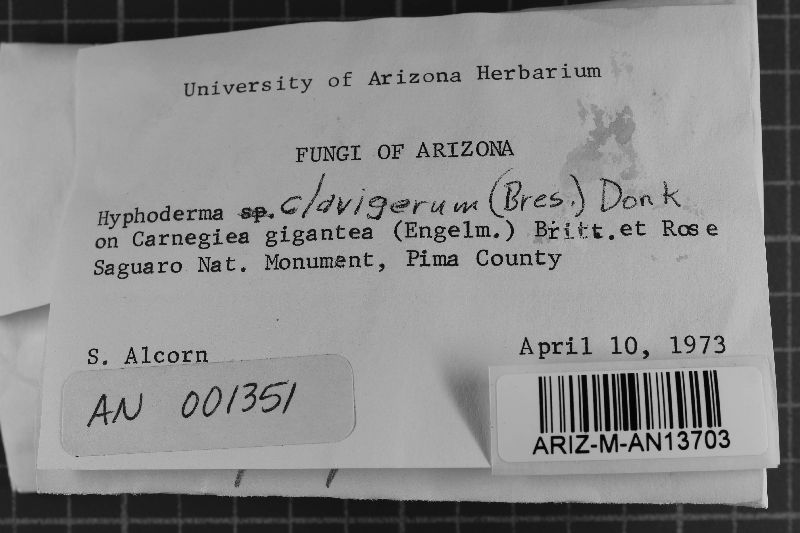 University of Arizona Herbarium
FUNGI OF ARIZONA
Hyphoderma sp. clavigerum (Bres.) Donk
on Carnegiea gigantea (Engelm.) Britt.et Rose
Saguaro Nat. Monument, Pima County
S. Alcorn
April 10, 1973
AN 001351
ARIZ-M-AN13703